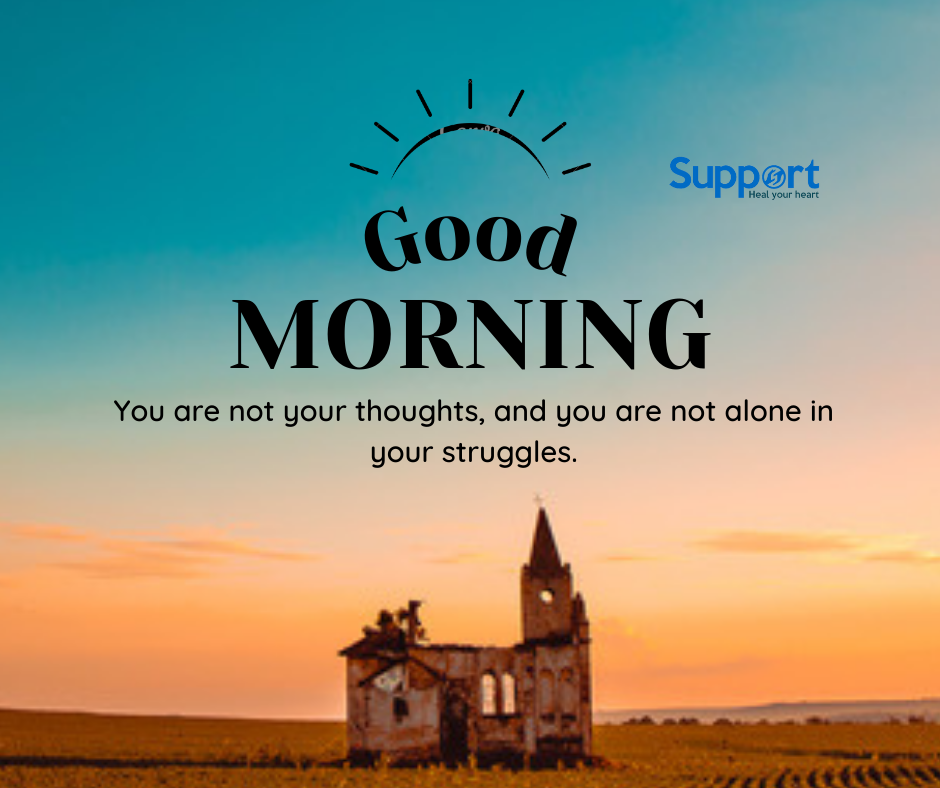 Support
Heal your heart
Good
MORNING
You are not your thoughts, and you are not alone in
your struggles.